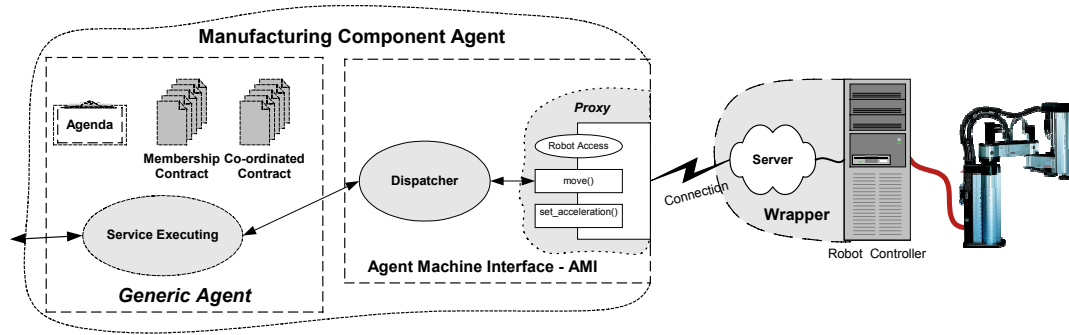 Manufacturing Component Agent
Agenda
Membership
Contract
Co-ordinated
Contract
Service Executing
Generic Agent
Dispatcher
Proxy
Robot Access
move()
set_acceleration()
Agent Machine Interface - AMI
Connection
Server
Wrapper
Robot Controller